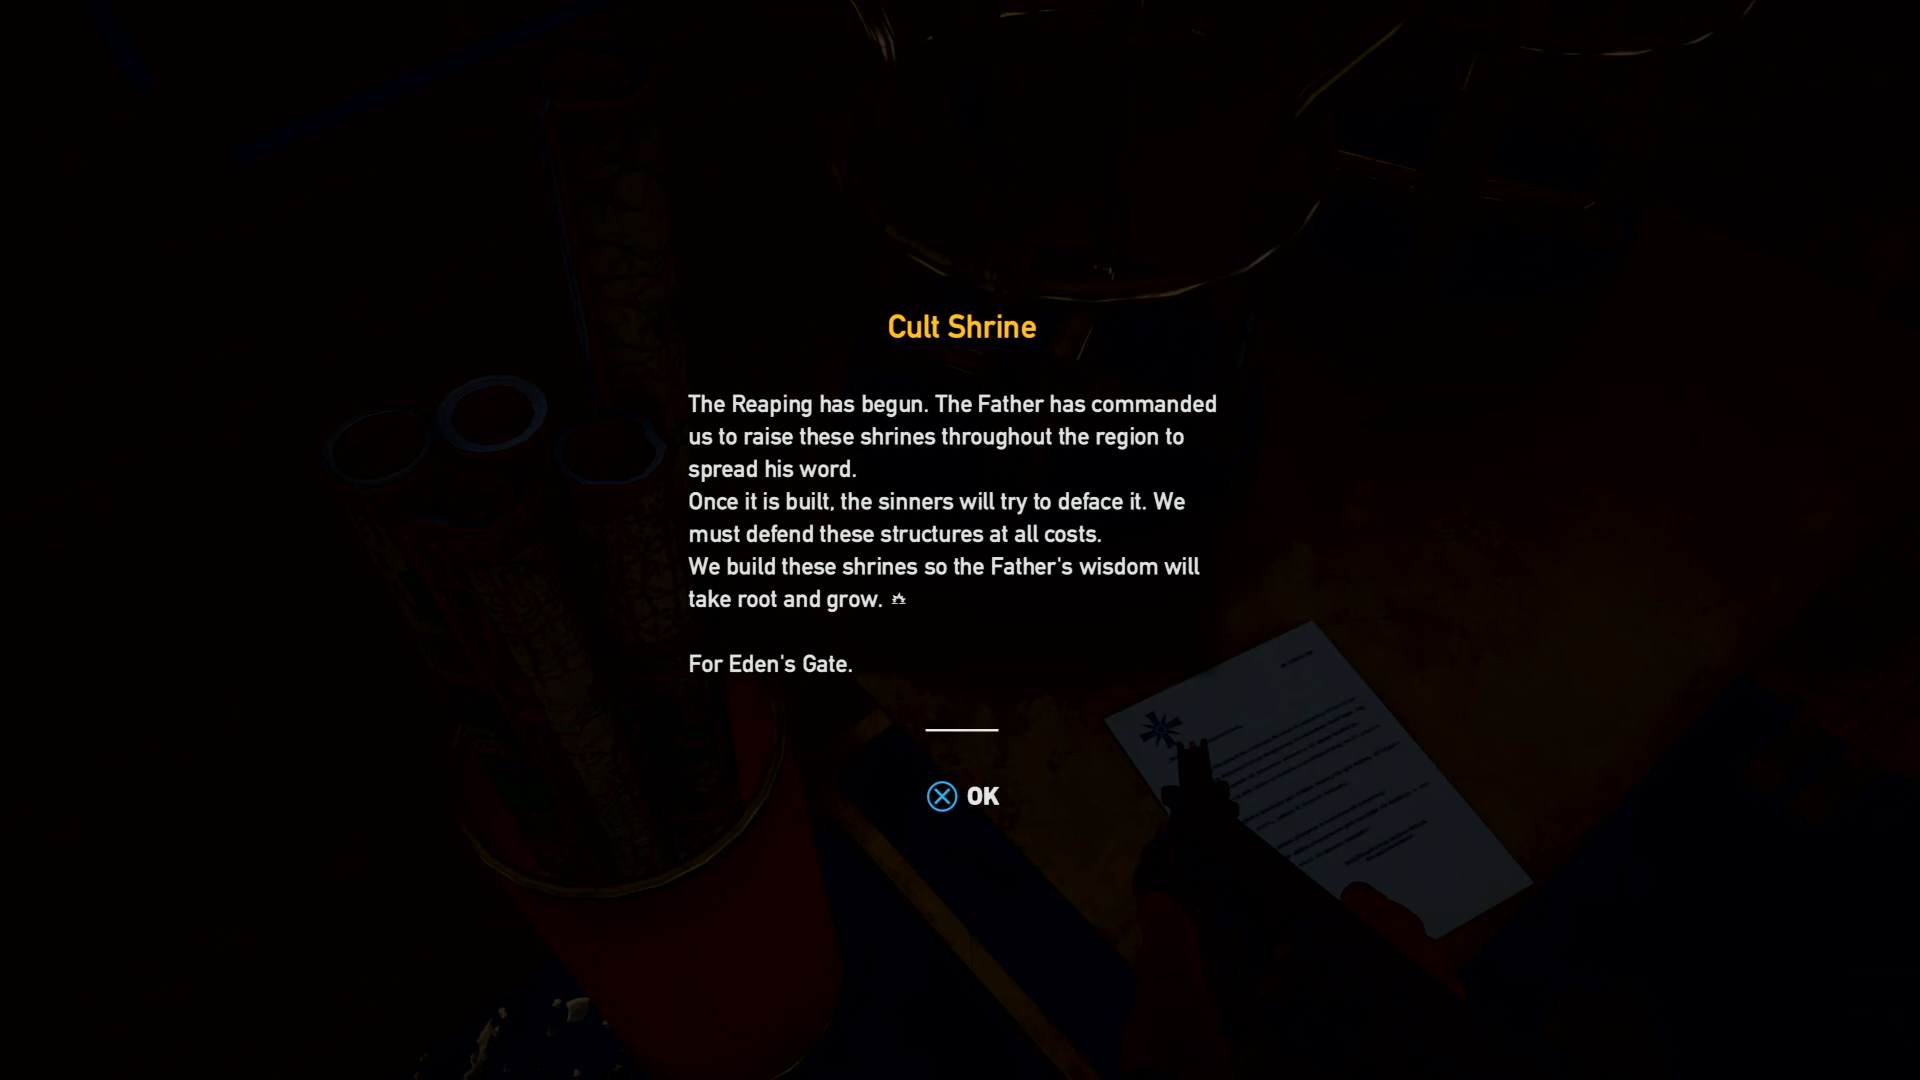 Cult Shrine
The Reaping has begun. The Father has commanded
us to raise these shrines throughout the region to
spread his word.
Once it is built, the sinners will try to deface it. We
must defend these structures at all costs.
We build these shrines so the Father's wisdom will
take root and grow.
For Eden's Gate.
OK